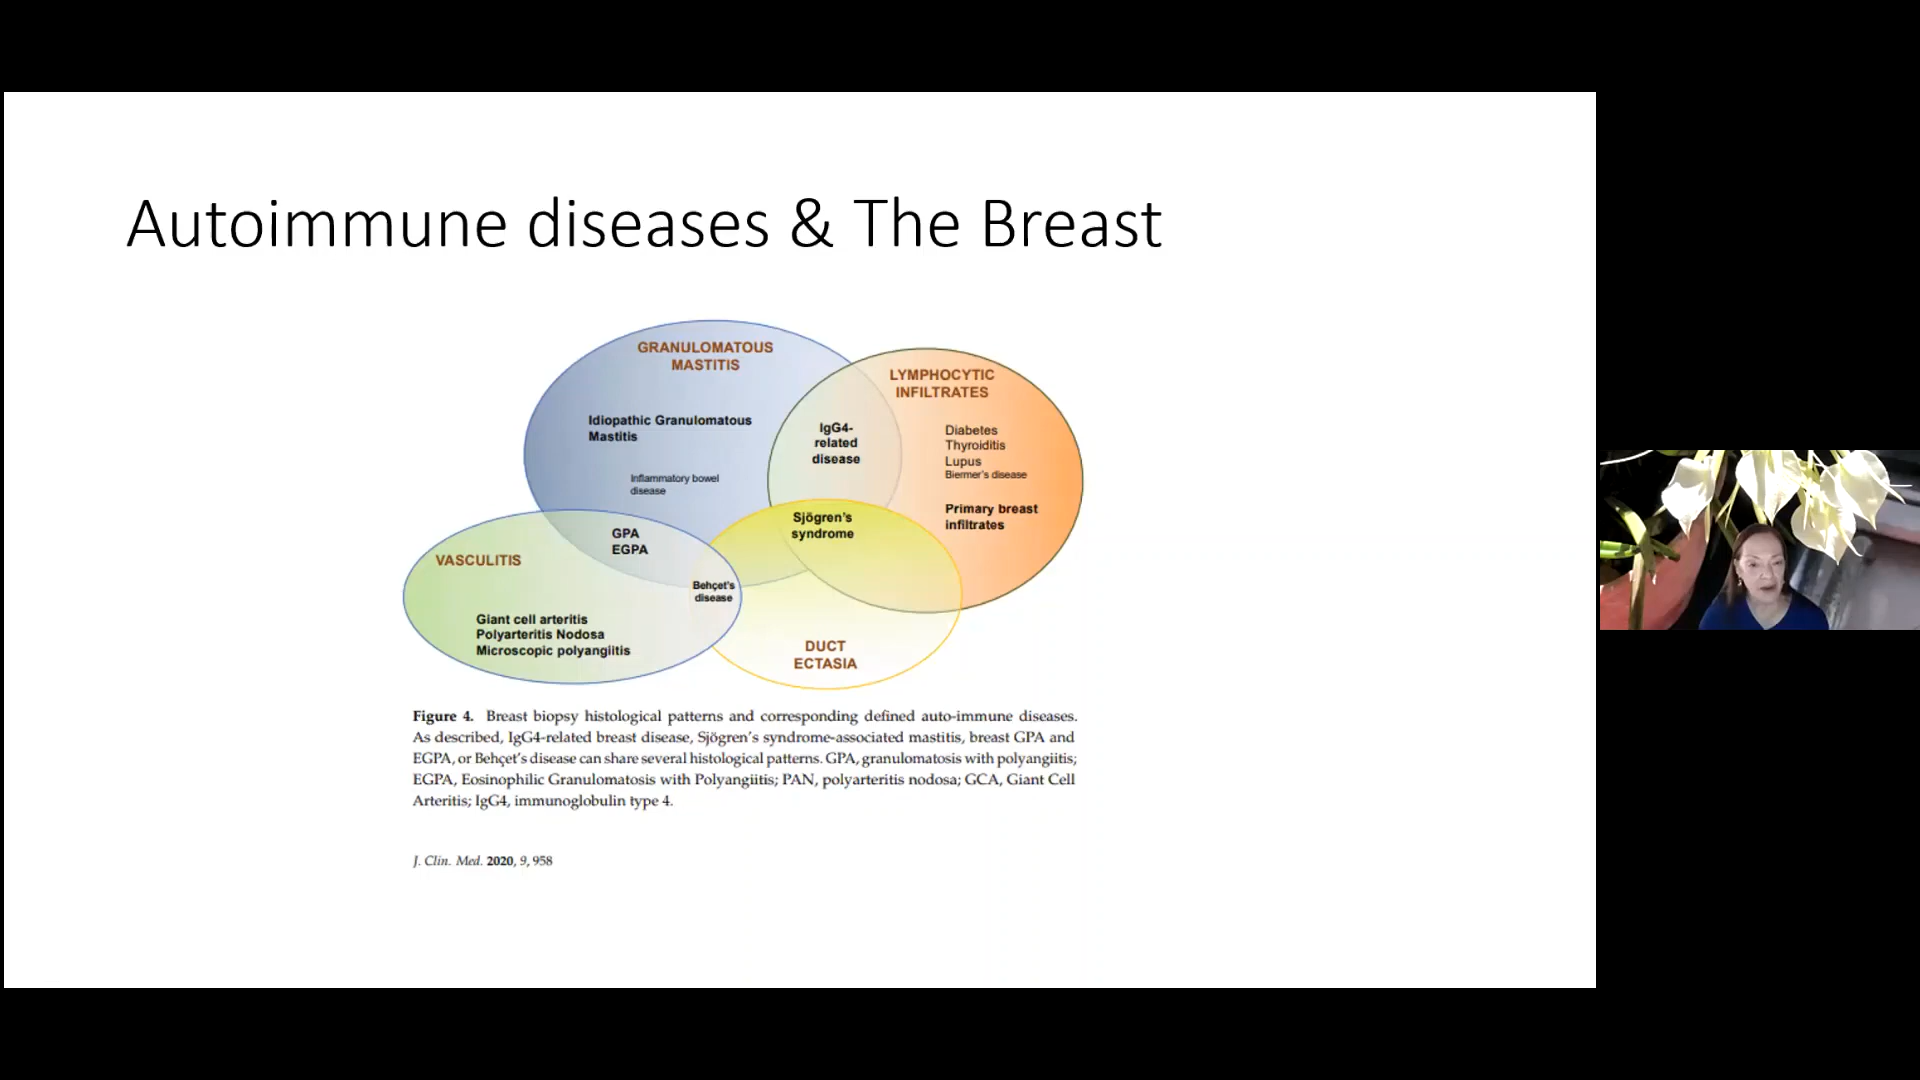 Autoimmune diseases & The Breast
GRANULOMATOUS
MASTITIS
LYMPHOCYTIC
INFILTRATES
Idiopathic Granulomatous
Mastitis
IgG4-
related
disease
Diabetes
Thyroiditis
Lupus
Biermer's disease
Inflammatory bowel
disease
Primary breast
infiltrates
Sjögren's
syndrome
GPA
EGPA
VASCULITIS
Behçet's
disease
Giant cell arteritis
Polyarteritis Nodosa
Microscopic polyangiitis
DUCT
ECTASIA
Figure 4. Breast biopsy histological patterns and corresponding defined auto-immune diseases.
As described, IgG4-related breast disease, Sjögren's syndrome-associated mastitis, breast GPA and
EGPA, or Behçet's disease can share several histological patterns. GPA, granulomatosis with polyangiitis;
EGPA, Eosinophilic Granulomatosis with Polyangiitis; PAN, polyarteritis nodosa; GCA, Giant Cell
Arteritis; IgG4, immunoglobulin type 4.
J. Clin. Med. 2020, 9, 958